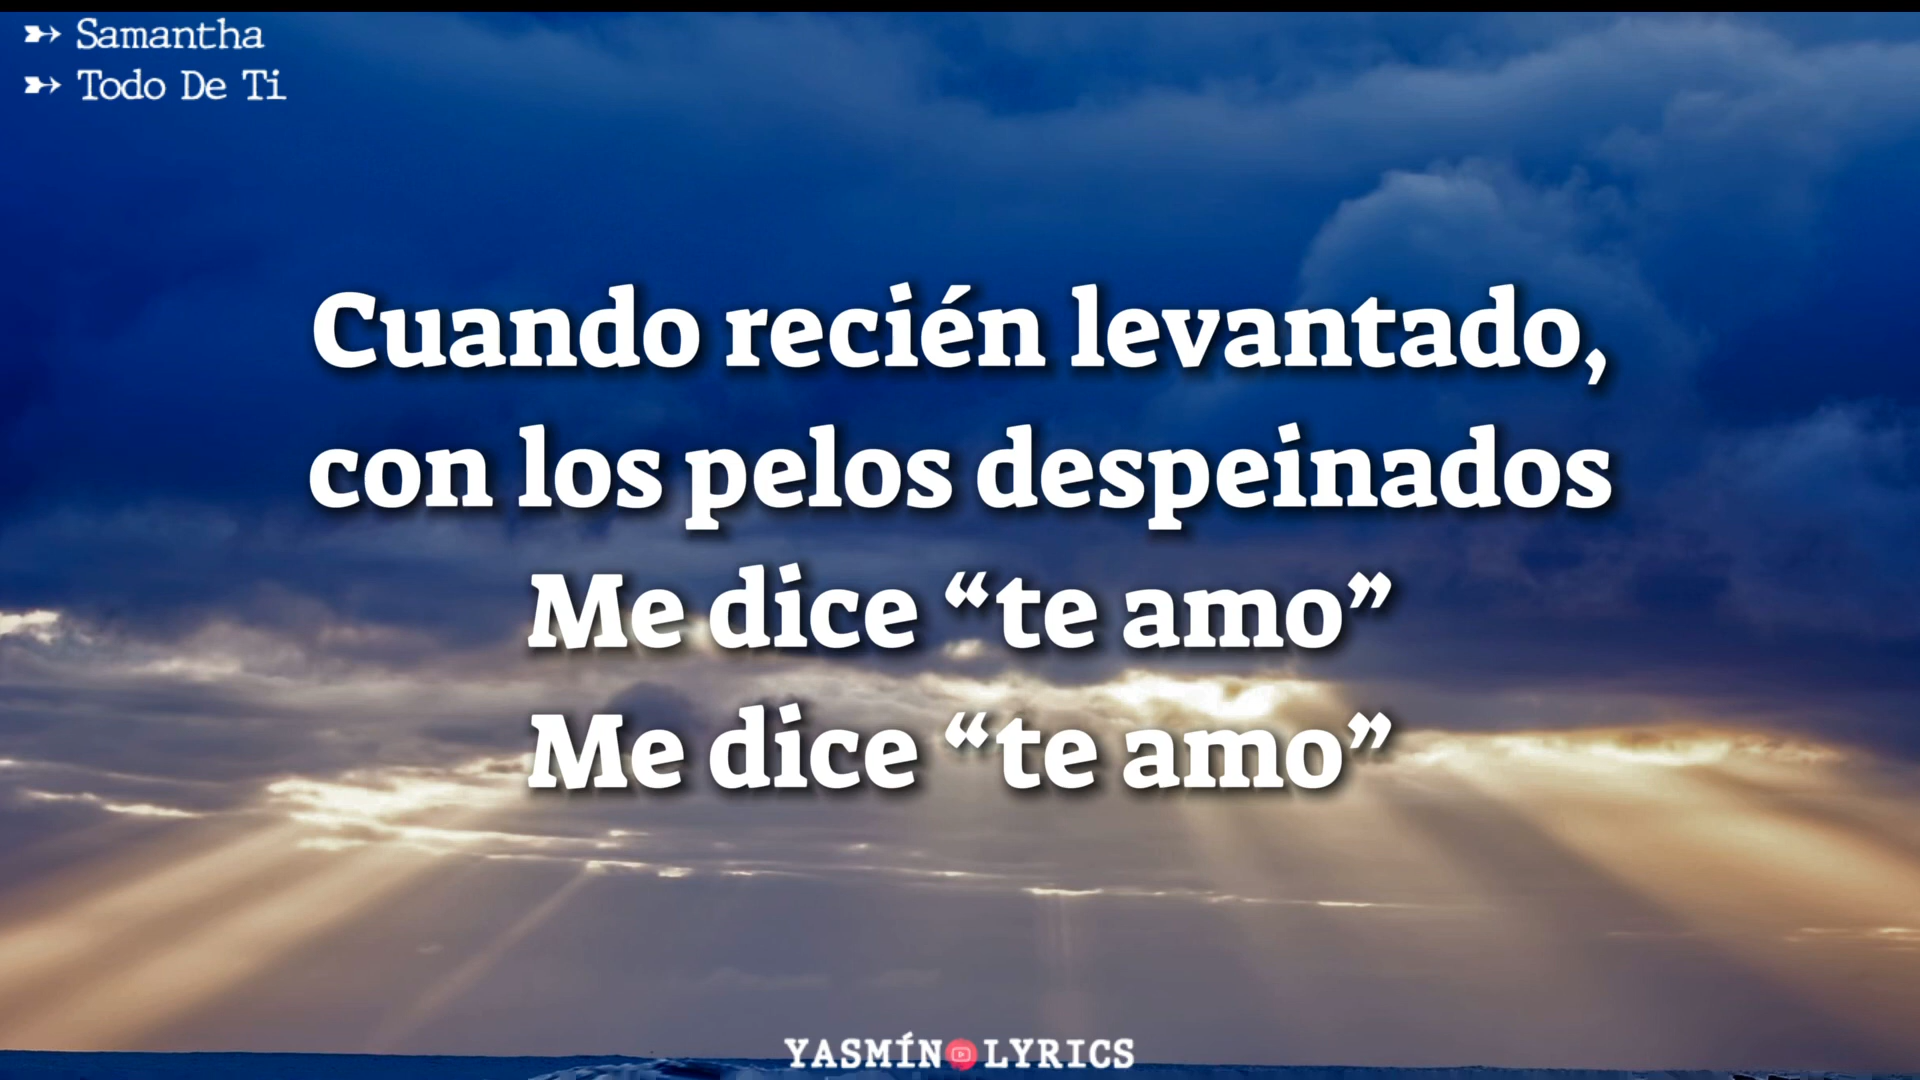 ➳ Samantha
➳ Todo De Ti
Cuando recién levantado,
con los pelos despeinados
Me dice “te amo”
Me dice “te amo”
YASMÍN LYRICS